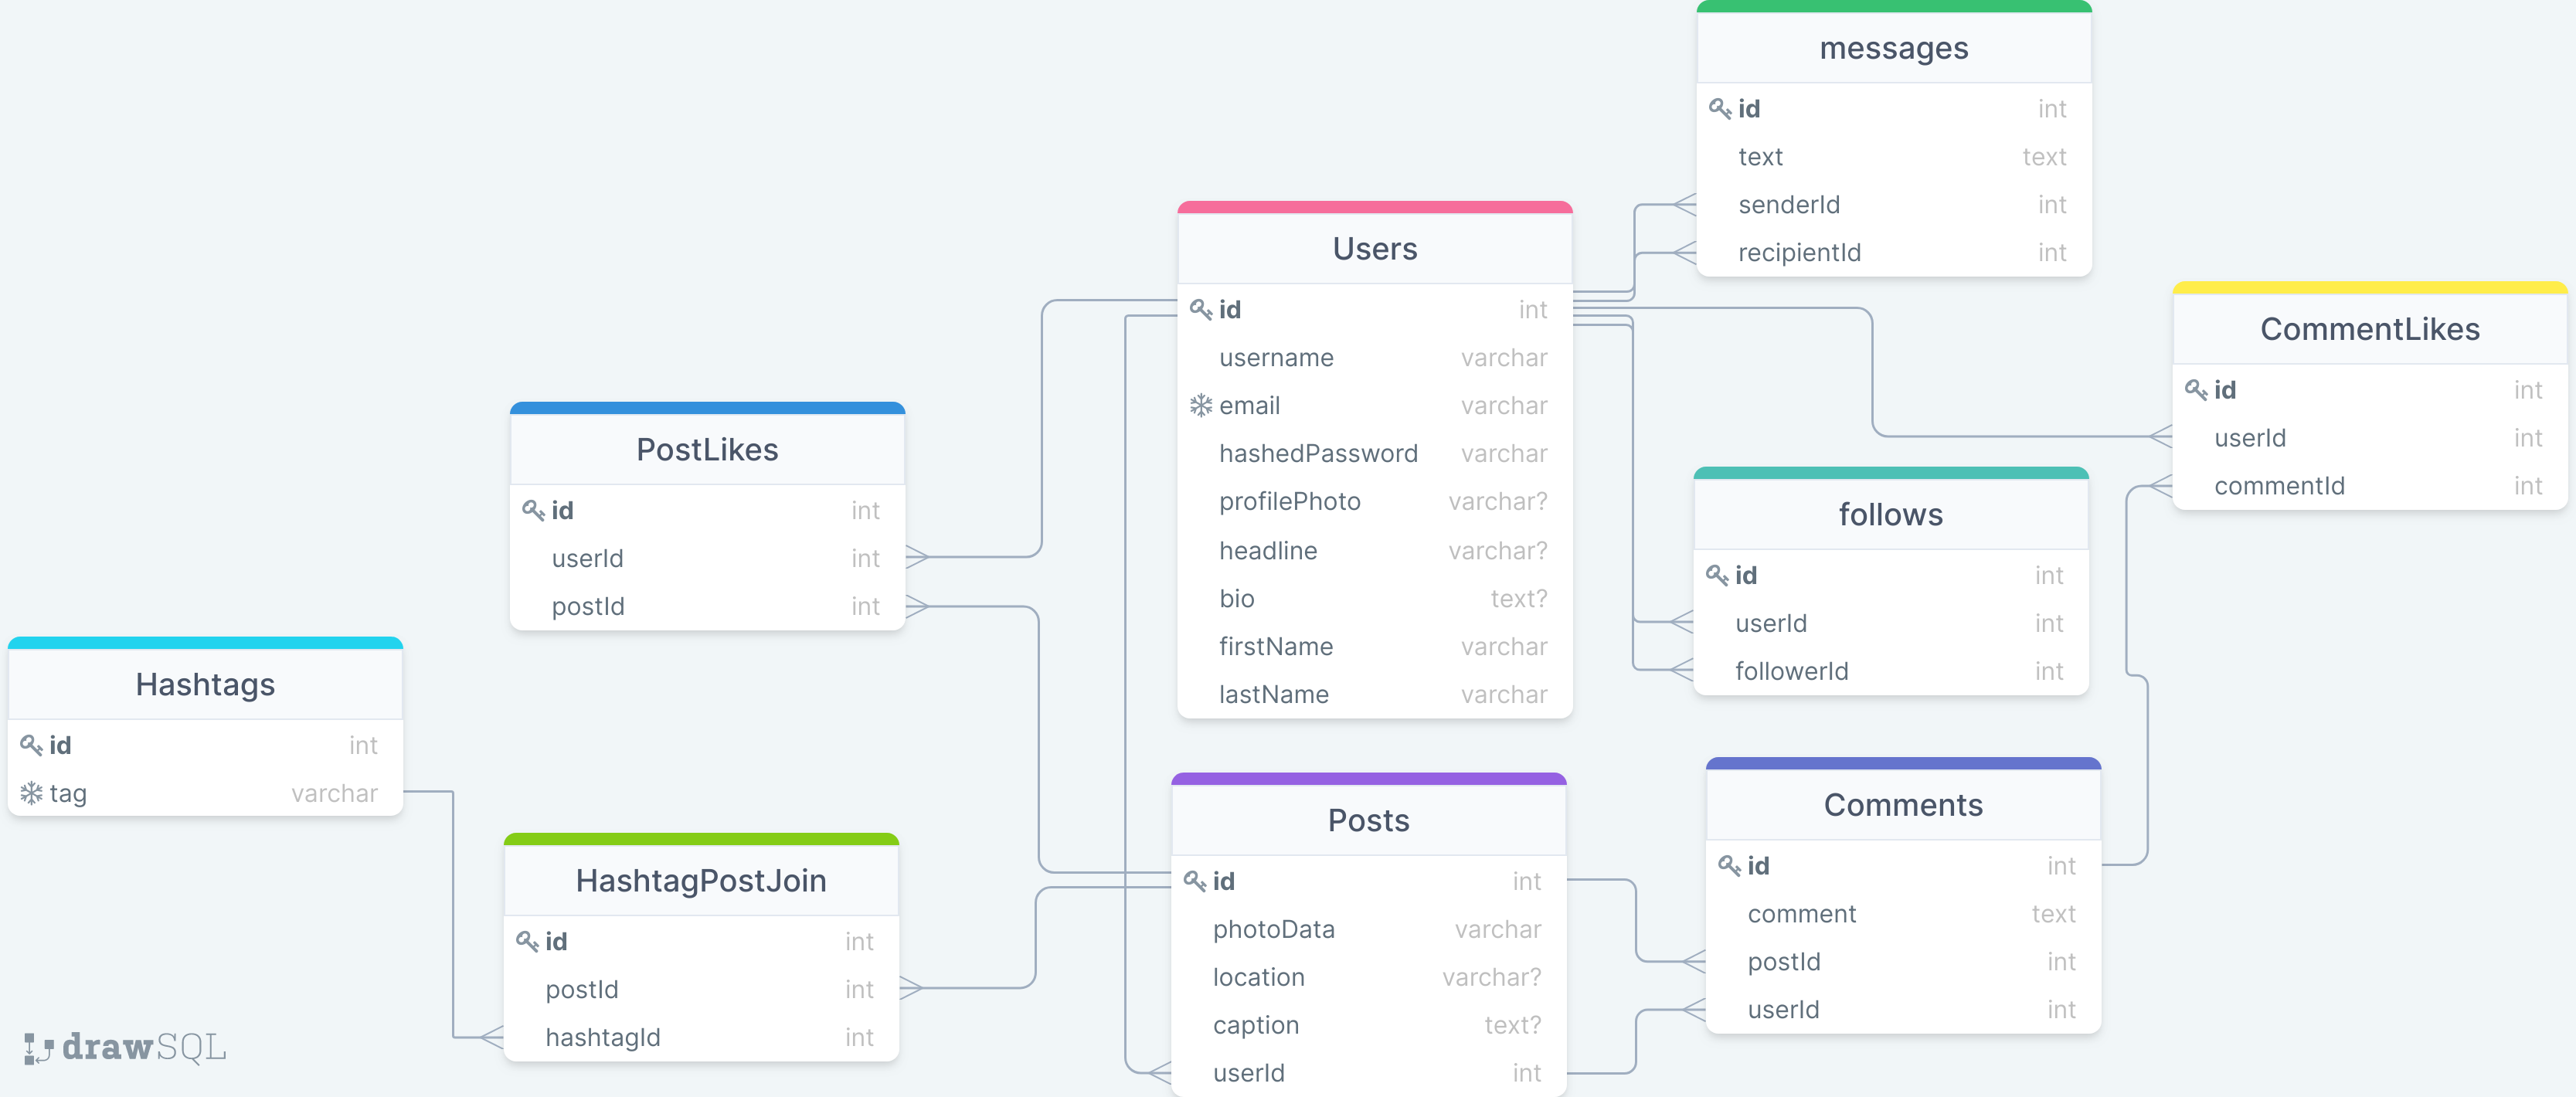 messages
id int
text text
senderId int
recipientId int
Users
id int
username varchar
email varchar
hashedPassword varchar
profilePhoto varchar?
headline varchar?
bio text?
firstName varchar
lastName varchar
CommentLikes
id int
userId int
commentId int
PostLikes
id int
userId int
postId int
follows
id int
userId int
followerId int
Hashtags
id int
tag varchar
HashtagPostJoin
id int
postId int
hashtagId int
Posts
id int
photoData varchar
location varchar?
caption text?
userId int
Comments
id int
comment text
postId int
userId int
drawSQL